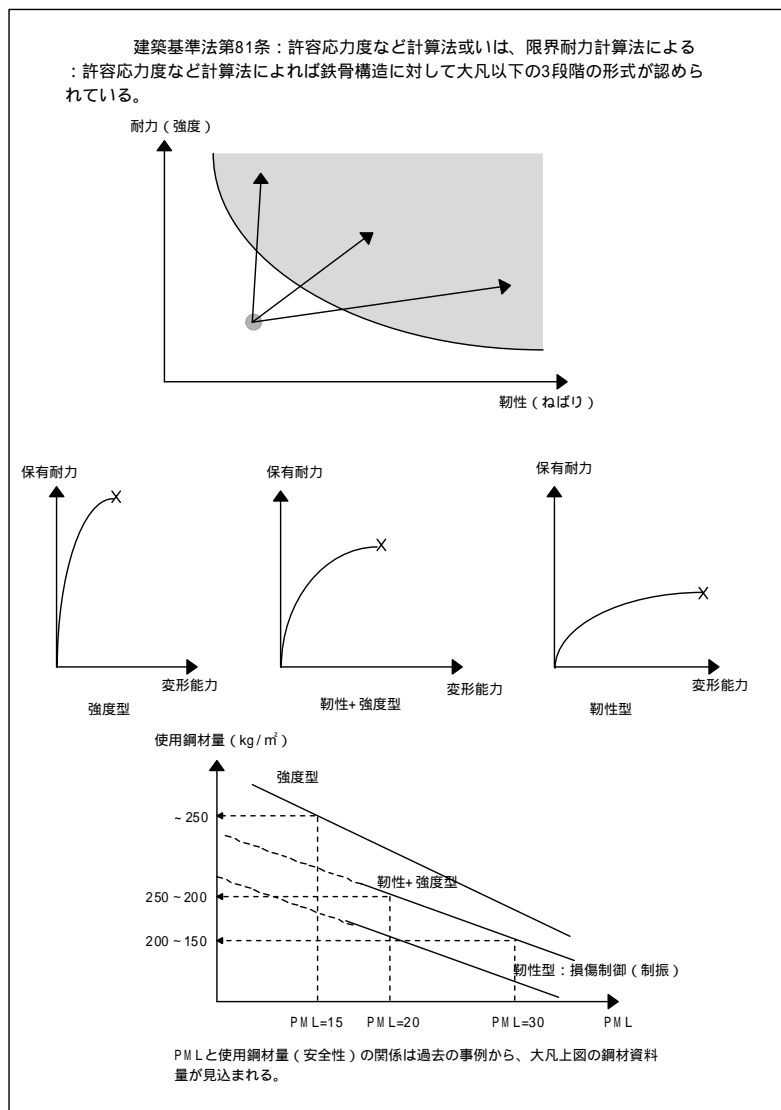 建築基準法第81条：許容応力度など計算法或いは、限界耐力計算法による
：許容応力度など計算法によれば鉄骨構造に対して大凡以下の3段階の形式が認めら
れている。
耐力（強度）
靭性（ねばり）
保有耐力
変形能力
強度型
保有耐力
変形能力
靭性+強度型
保有耐力
変形能力
靭性型
使用鋼材量（kg/㎡）
強度型
~250
靭性+強度型
250~200
200~150
靭性型：損傷制御（制振）
PML=15
PML=20
PML=30
PML
PMLと使用鋼材量（安全性）の関係は過去の事例から、大凡上図の鋼材資料
量が見込まれる。